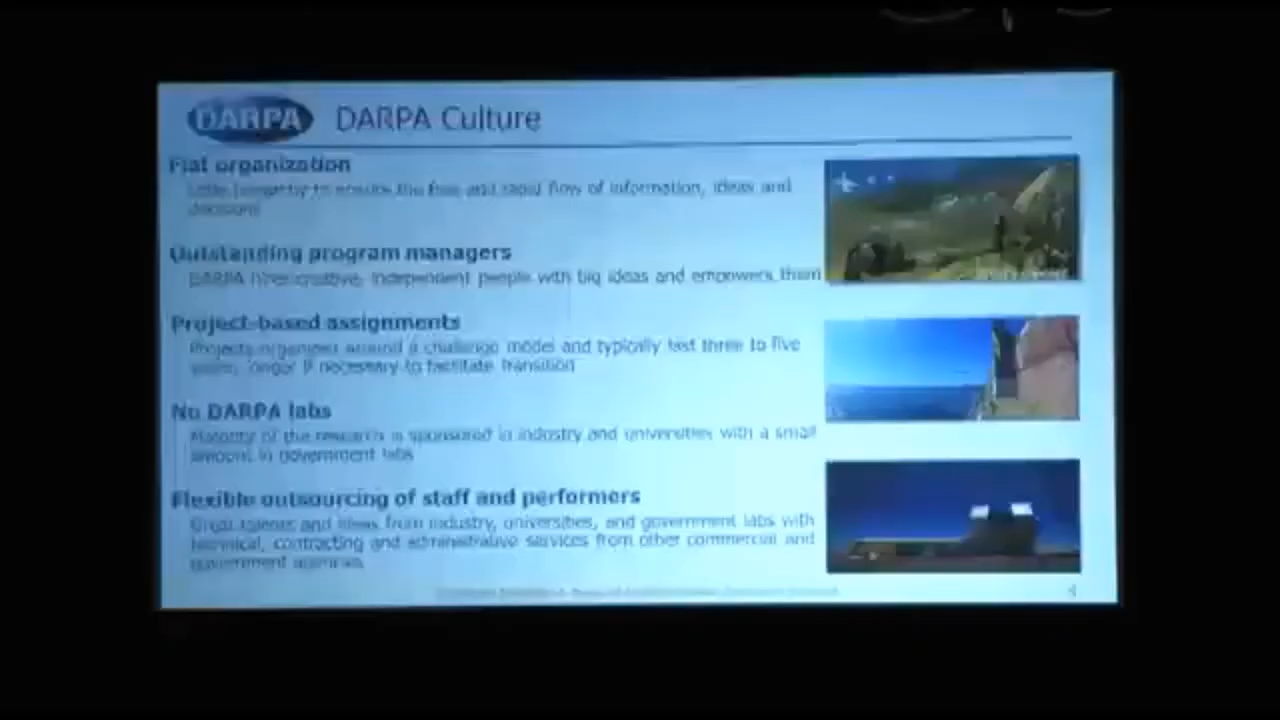 DARPA
DARPA Culture
Flat organization
Little hierarchy to ensure the free and rapid flow of information, ideas and
decisions
Outstanding program managers
DARPA hires creative, independent people with big ideas and empowers them
Project-based assignments
Projects organized around a challenge model and typically last three to five
years, longer if necessary to facilitate transition
No DARPA labs
Majority of the research is sponsored in industry and universities with a small
amount in government labs
Flexible outsourcing of staff and performers
Great talents and ideas from industry, universities, and government labs with
technical, contracting and administrative services from other commercial and
government agencies